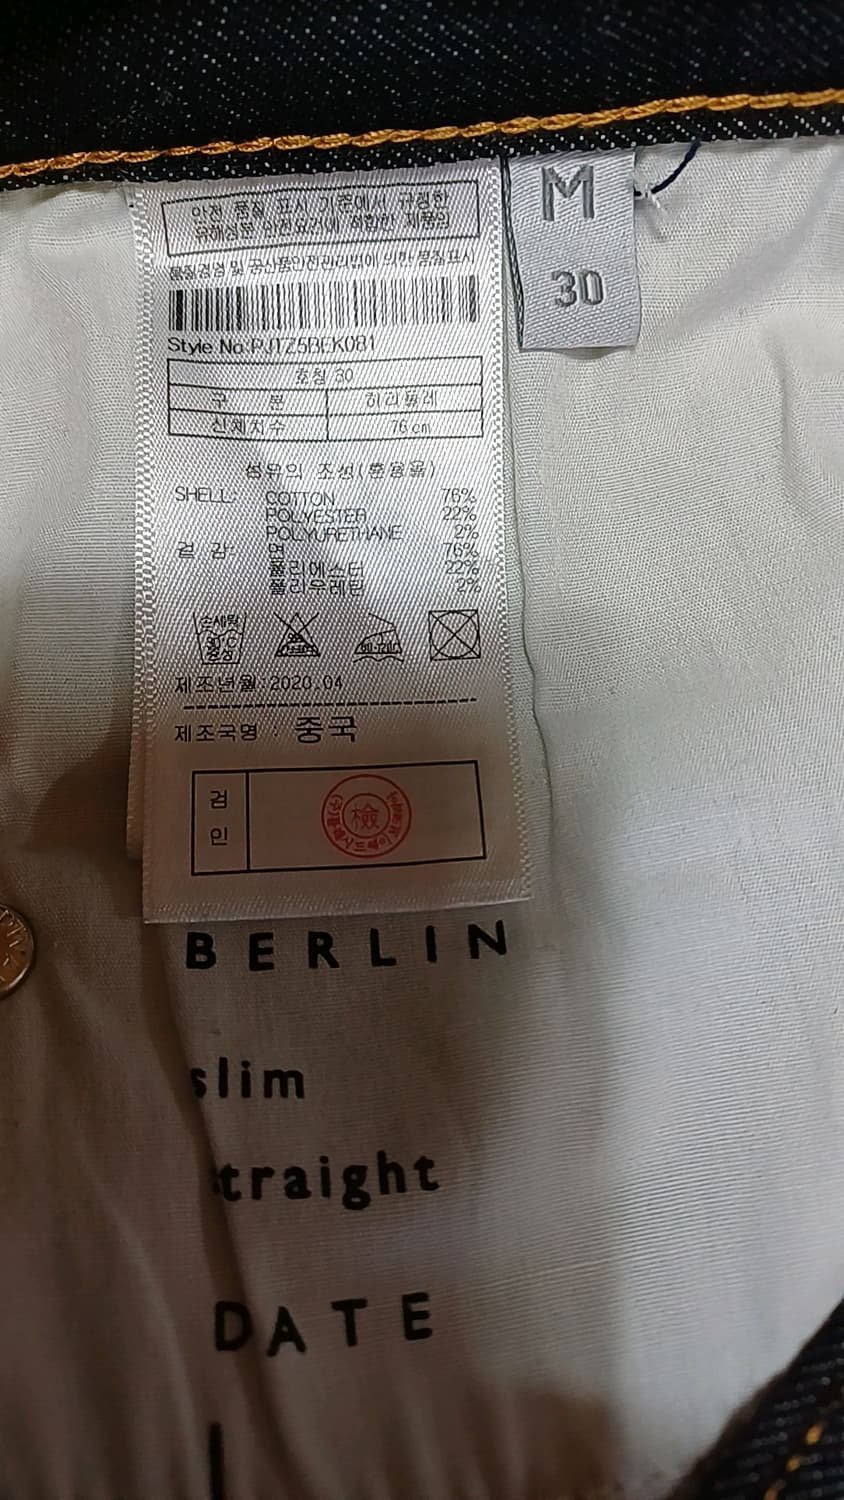 안전 품질 표시 기준에서 규정한
유해성분 안전요건에 적합한 제품임
품질경영 및 공산품안전관리법에 의한 품질표시
Style No:PJTZ5BEK081
호칭 30
구 분 허리둘레
신체치수 76 cm
섬유의 조성(혼용율)
SHELL: COTTON 76%
POLYESTER 22%
POLYURETHANE 2%
겉 감: 면 76%
폴리에스터 22%
폴리우레탄 2%
손세탁
중성
제조년월:2020.04
제조국명 : 중국
검
인
檢
M
30
BERLIN
slim
traight
DATE